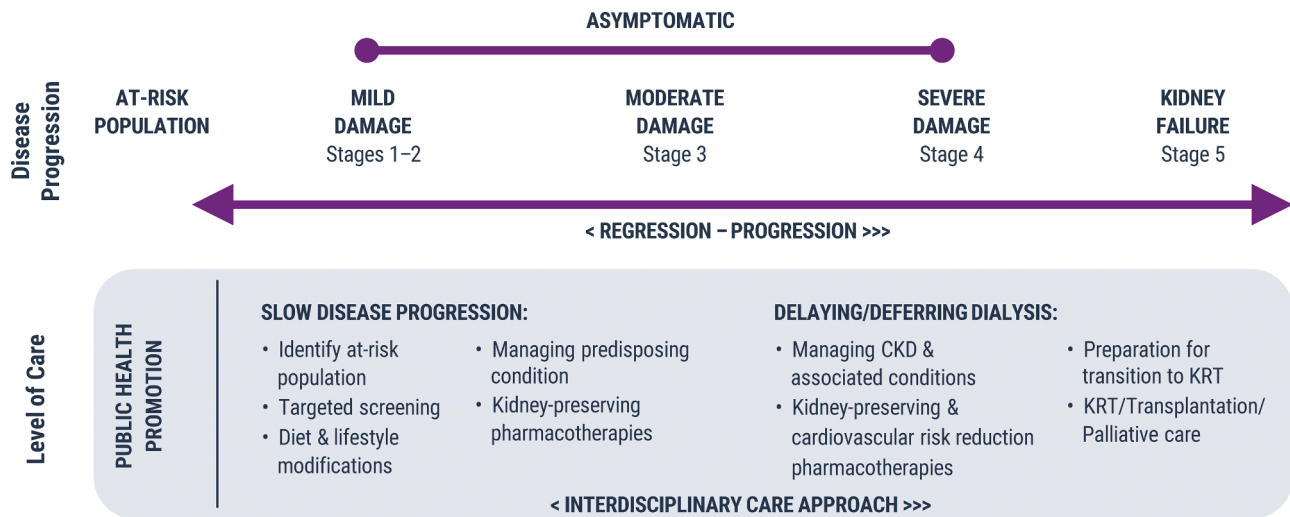 ASYMPTOMATIC
Disease
Progression
AT-RISK
POPULATION
MILD
DAMAGE
Stages 1–2
MODERATE
DAMAGE
Stage 3
SEVERE
DAMAGE
Stage 4
KIDNEY
FAILURE
Stage 5
< REGRESSION – PROGRESSION >>>
Level of Care
PUBLIC HEALTH
PROMOTION
SLOW DISEASE PROGRESSION:
• Identify at-risk
population
• Targeted screening
• Diet & lifestyle
modifications
• Managing predisposing
condition
• Kidney-preserving
pharmacotherapies
DELAYING/DEFERRING DIALYSIS:
• Managing CKD &
associated conditions
• Kidney-preserving &
cardiovascular risk reduction
pharmacotherapies
• Preparation for
transition to KRT
• KRT/Transplantation/
Palliative care
< INTERDISCIPLINARY CARE APPROACH >>>